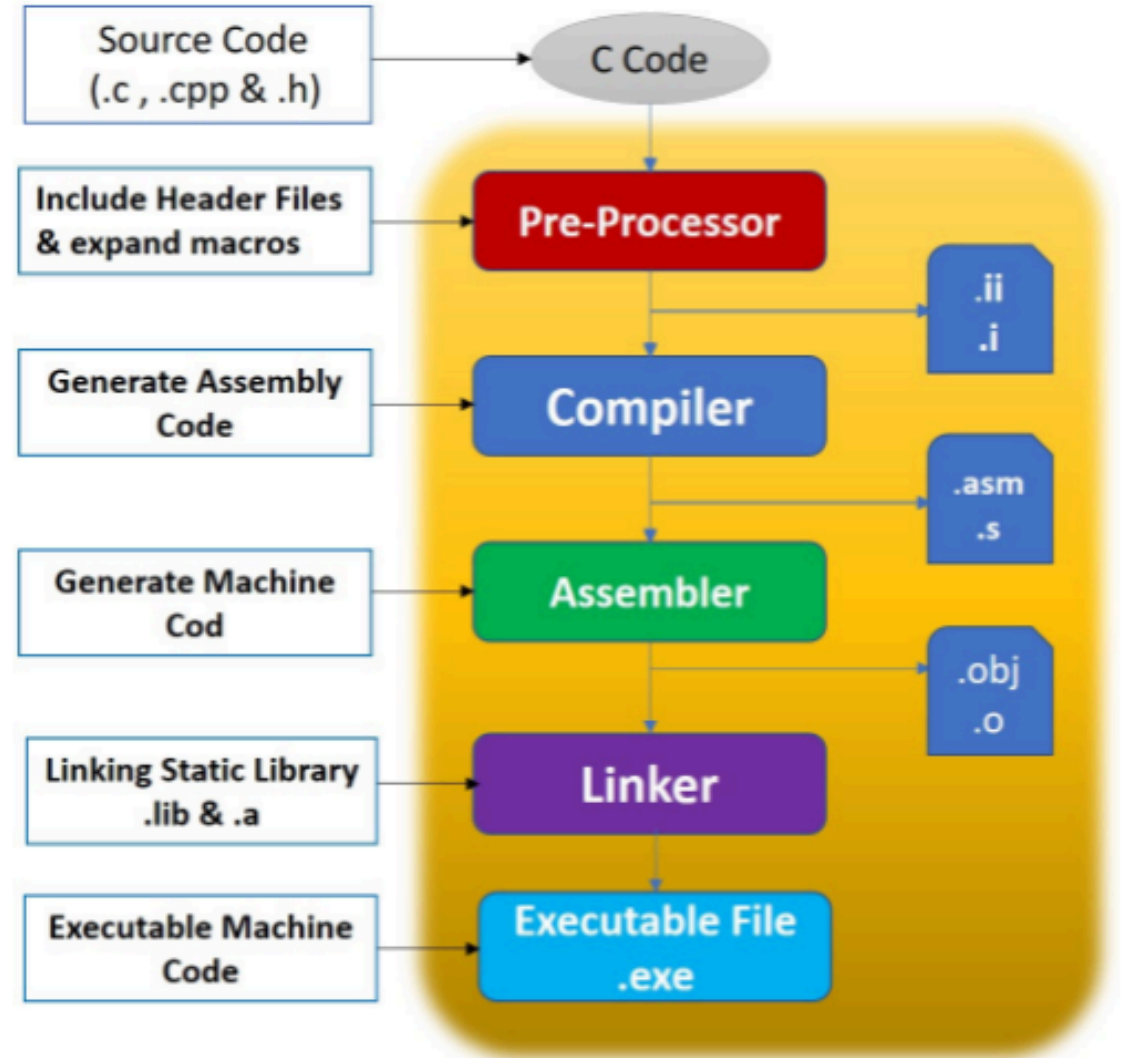 Source Code
(.c , .cpp & .h)
C Code
Include Header Files
& expand macros
Pre-Processor
.ii
.i
Generate Assembly
Code
Compiler
.asm
.s
Generate Machine
Cod
Assembler
.obj
.o
Linking Static Library
.lib & .a
Linker
Executable Machine
Code
Executable File
.exe